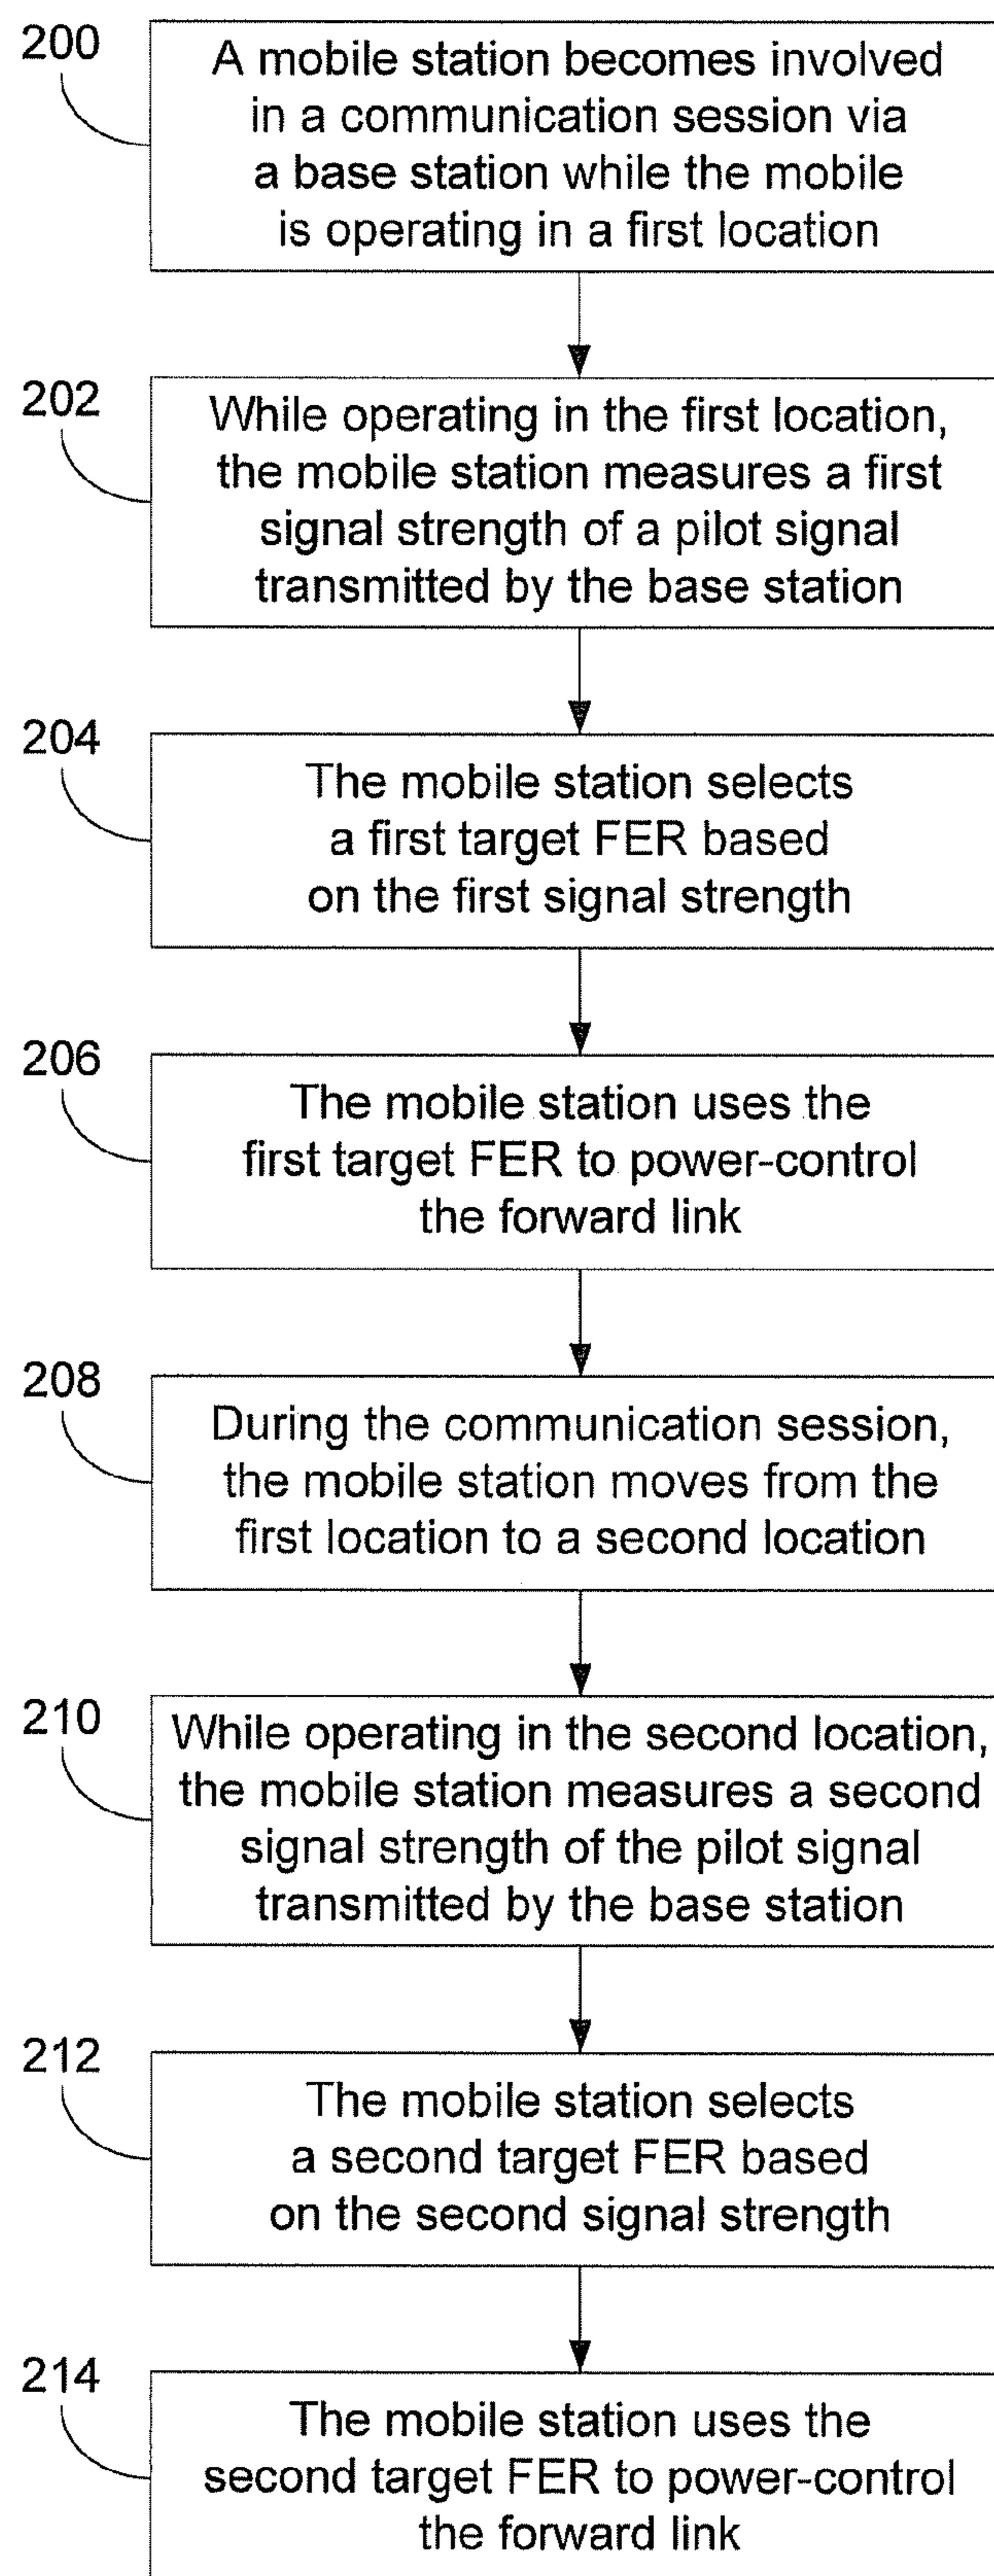 200
A mobile station becomes involved
in a communication session via
a base station while the mobile
is operating in a first location
202
While operating in the first location,
the mobile station measures a first
signal strength of a pilot signal
transmitted by the base station
204
The mobile station selects
a first target FER based
on the first signal strength
206
The mobile station uses the
first target FER to power-control
the forward link
208
During the communication session,
the mobile station moves from the
first location to a second location
210
While operating in the second location,
the mobile station measures a second
signal strength of the pilot signal
transmitted by the base station
212
The mobile station selects
a second target FER based
on the second signal strength
214
The mobile station uses the
second target FER to power-control
the forward link